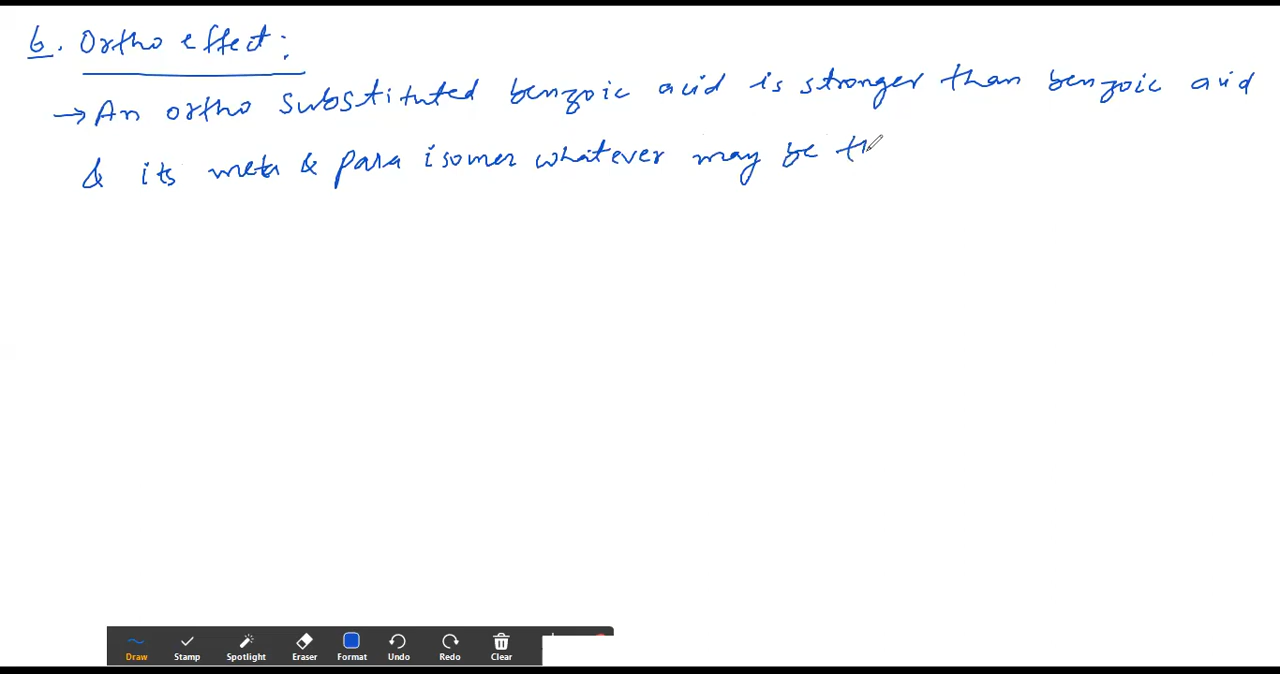 6. Ortho effect:
→ An ortho substituted benzoic acid is stronger than benzoic acid
& its meta & para isomer whatever may be th
Draw Stamp Spotlight Eraser Format Undo Redo Clear